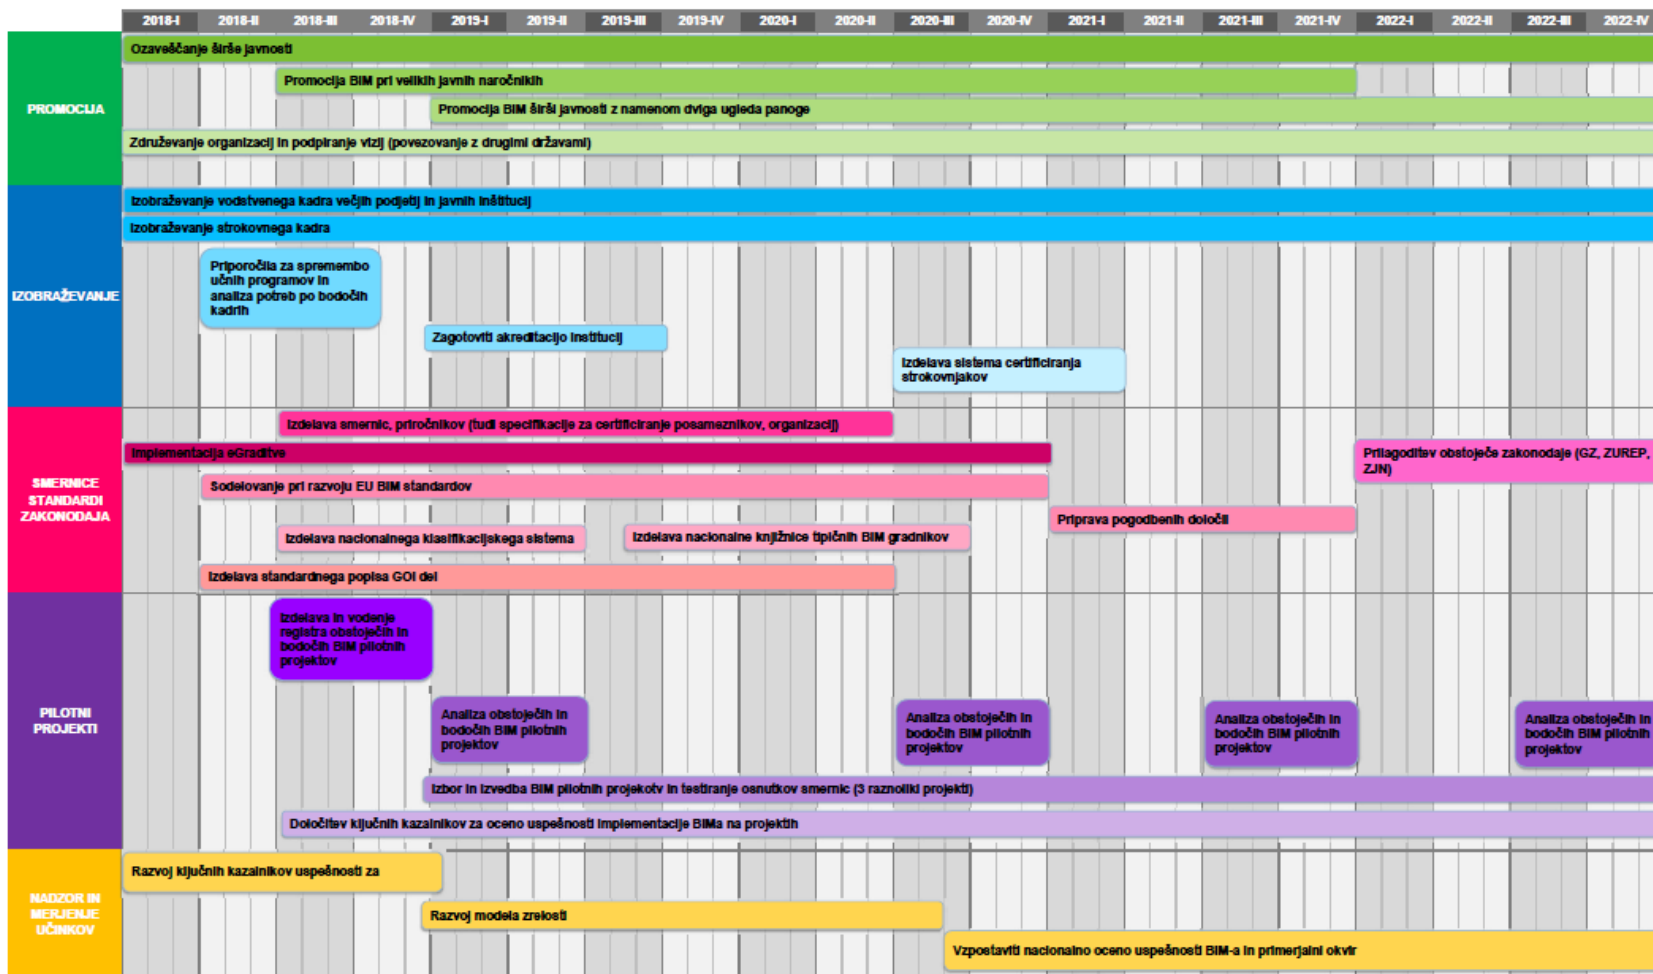 2018-I 2018-II 2018-III 2018-IV 2019-I 2019-II 2019-III 2019-IV 2020-I 2020-II 2020-III 2020-IV 2021-I 2021-II 2021-III 2021-IV 2022-I 2022-II 2022-III 2022-IV
PROMOCIJA
Ozaveščanje širše javnosti
Promocija BIM pri velikih javnih naročnikih
Promocija BIM širši javnosti z namenom dviga ugleda panoge
Združevanje organizacij in podpiranje vizij (povezovanje z drugimi državami)
IZOBRAŽEVANJE
Izobraževanje vodstvenega kadra večjih podjetij in javnih inštitucij
Izobraževanje strokovnega kadra
Priporočila za spremembo
učnih programov in
analiza potreb po bodočih
kadrih
Zagotoviti akreditacijo institucij
Izdelava sistema certificiranja
strokovnjakov
SMERNICE
STANDARDI
ZAKONODAJA
Izdelava smernic, priročnikov (tudi specifikacije za certificiranje posameznikov, organizacij)
Implementacija eGraditve
Prilagoditev obstoječe zakonodaje (GZ, ZUREP,
ZJN)
Sodelovanje pri razvoju EU BIM standardov
Priprava pogodbenih določil
Izdelava nacionalnega klasifikacijskega sistema
Izdelava nacionalne knjižnice tipičnih BIM gradnikov
Izdelava standardnega popisa GOI del
PILOTNI
PROJEKTI
Izdelava in vodenje
registra obstoječih in
bodočih BIM pilotnih
projektov
Analiza obstoječih in
bodočih BIM pilotnih
projektov
Analiza obstoječih in
bodočih BIM pilotnih
projektov
Analiza obstoječih in
bodočih BIM pilotnih
projektov
Analiza obstoječih in
bodočih BIM pilotnih
projektov
Izbor in izvedba BIM pilotnih projekotv in testiranje osnutkov smernic (3 raznoliki projekti)
Določitev ključnih kazalnikov za oceno uspešnosti implementacije BIMa na projektih
NADZOR IN
MERJENJE
UČINKOV
Razvoj ključnih kazalnikov uspešnosti za
Razvoj modela zrelosti
Vzpostaviti nacionalno oceno uspešnosti BIM-a in primerjalni okvir